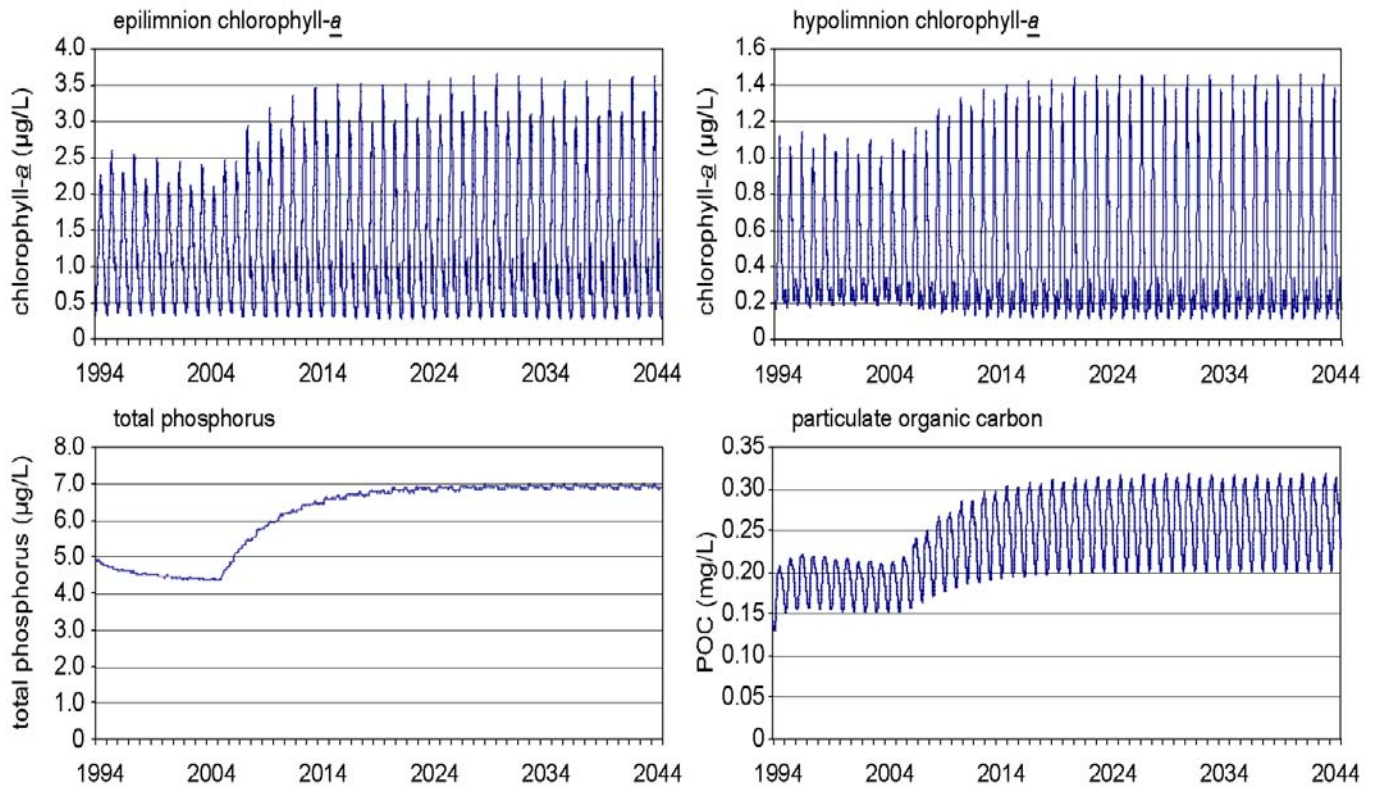 epilimnion chlorophyll-a
chlorophyll-a (µg/L)
4.0
3.5
3.0
2.5
2.0
1.5
1.0
0.5
0
1994 2004 2014 2024 2034 2044
hypolimnion chlorophyll-a
chlorophyll-a (µg/L)
1.6
1.4
1.2
1.0
0.8
0.6
0.4
0.2
0
1994 2004 2014 2024 2034 2044
total phosphorus
total phosphorus (µg/L)
8.0
7.0
6.0
5.0
4.0
3.0
2.0
1.0
0
1994 2004 2014 2024 2034 2044
particulate organic carbon
POC (mg/L)
0.35
0.30
0.25
0.20
0.15
0.10
0.05
0
1994 2004 2014 2024 2034 2044